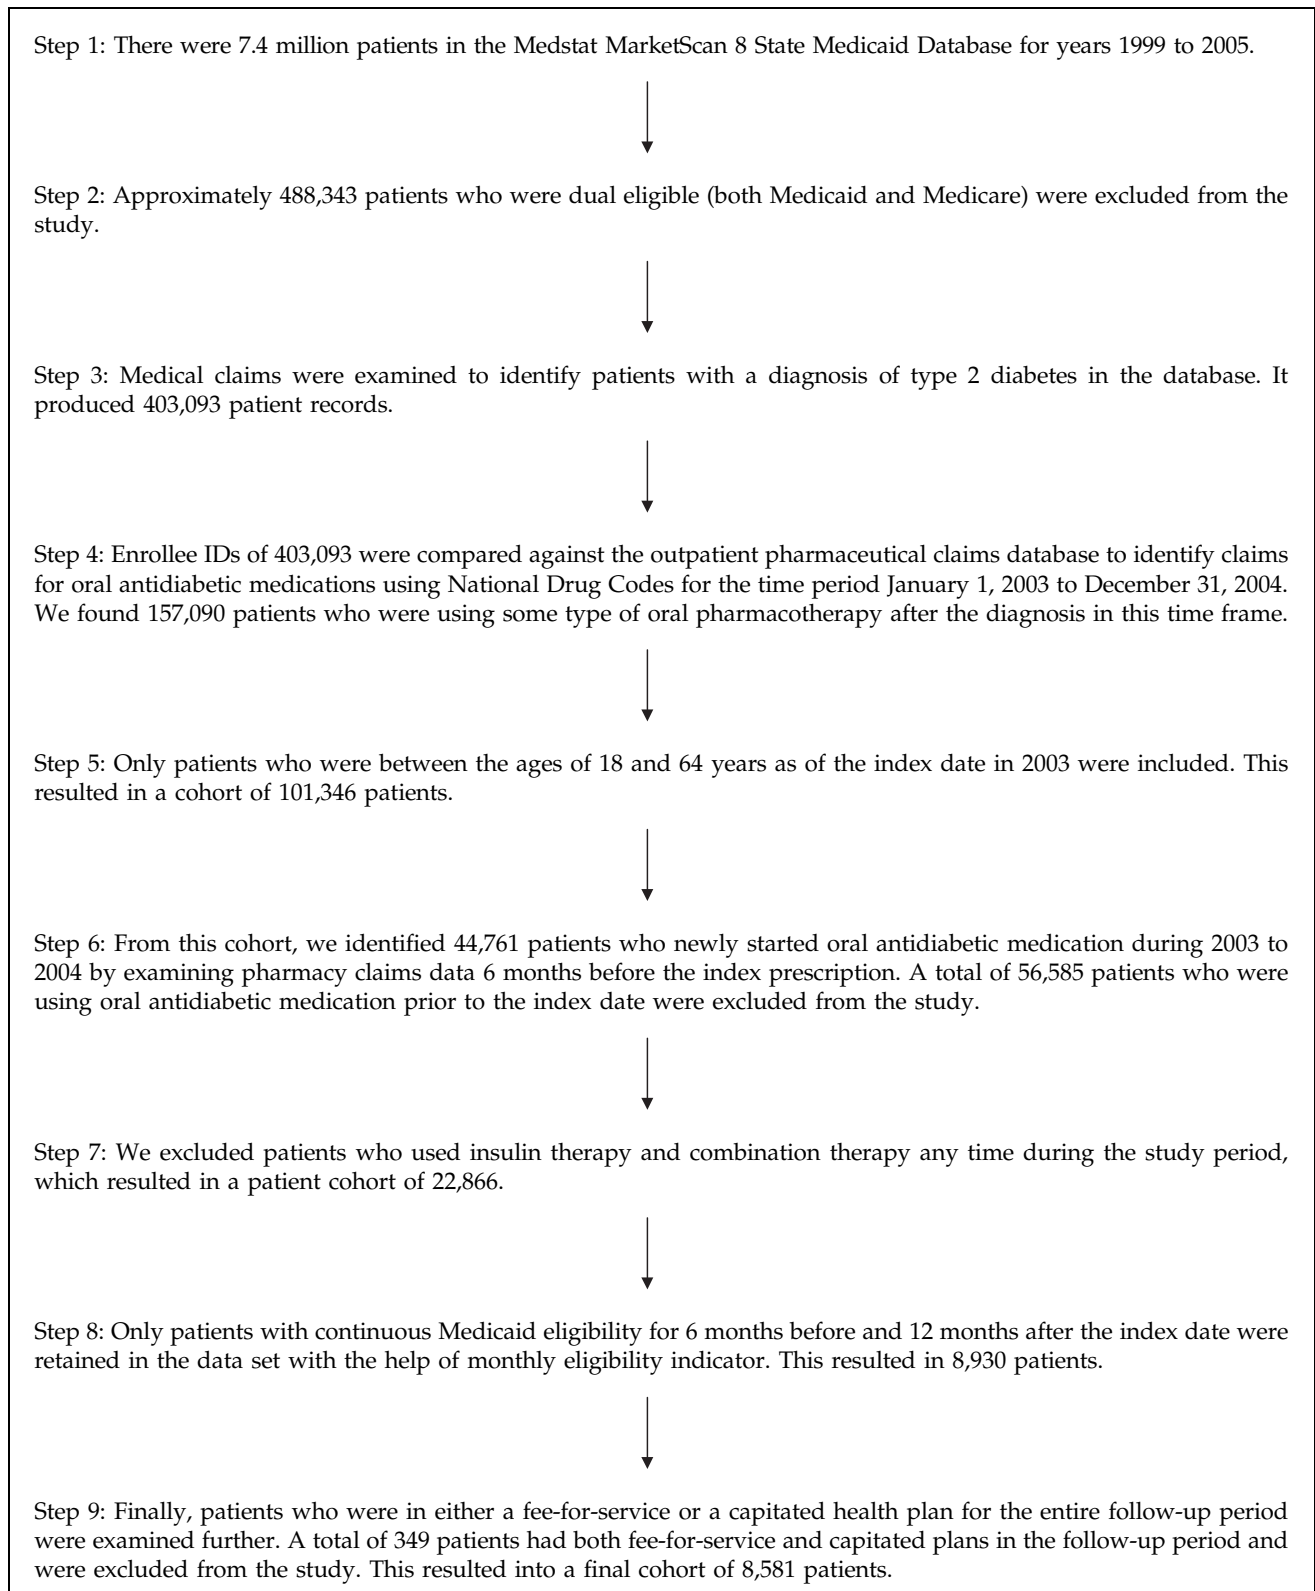 Step 1: There were 7.4 million patients in the Medstat MarketScan 8 State Medicaid Database for years 1999 to 2005.
Step 2: Approximately 488,343 patients who were dual eligible (both Medicaid and Medicare) were excluded from the
study.
Step 3: Medical claims were examined to identify patients with a diagnosis of type 2 diabetes in the database. It
produced 403,093 patient records.
Step 4: Enrollee IDs of 403,093 were compared against the outpatient pharmaceutical claims database to identify claims
for oral antidiabetic medications using National Drug Codes for the time period January 1, 2003 to December 31, 2004.
We found 157,090 patients who were using some type of oral pharmacotherapy after the diagnosis in this time frame.
Step 5: Only patients who were between the ages of 18 and 64 years as of the index date in 2003 were included. This
resulted in a cohort of 101,346 patients.
Step 6: From this cohort, we identified 44,761 patients who newly started oral antidiabetic medication during 2003 to
2004 by examining pharmacy claims data 6 months before the index prescription. A total of 56,585 patients who were
using oral antidiabetic medication prior to the index date were excluded from the study.
Step 7: We excluded patients who used insulin therapy and combination therapy any time during the study period,
which resulted in a patient cohort of 22,866.
Step 8: Only patients with continuous Medicaid eligibility for 6 months before and 12 months after the index date were
retained in the data set with the help of monthly eligibility indicator. This resulted in 8,930 patients.
Step 9: Finally, patients who were in either a fee-for-service or a capitated health plan for the entire follow-up period
were examined further. A total of 349 patients had both fee-for-service and capitated plans in the follow-up period and
were excluded from the study. This resulted into a final cohort of 8,581 patients.